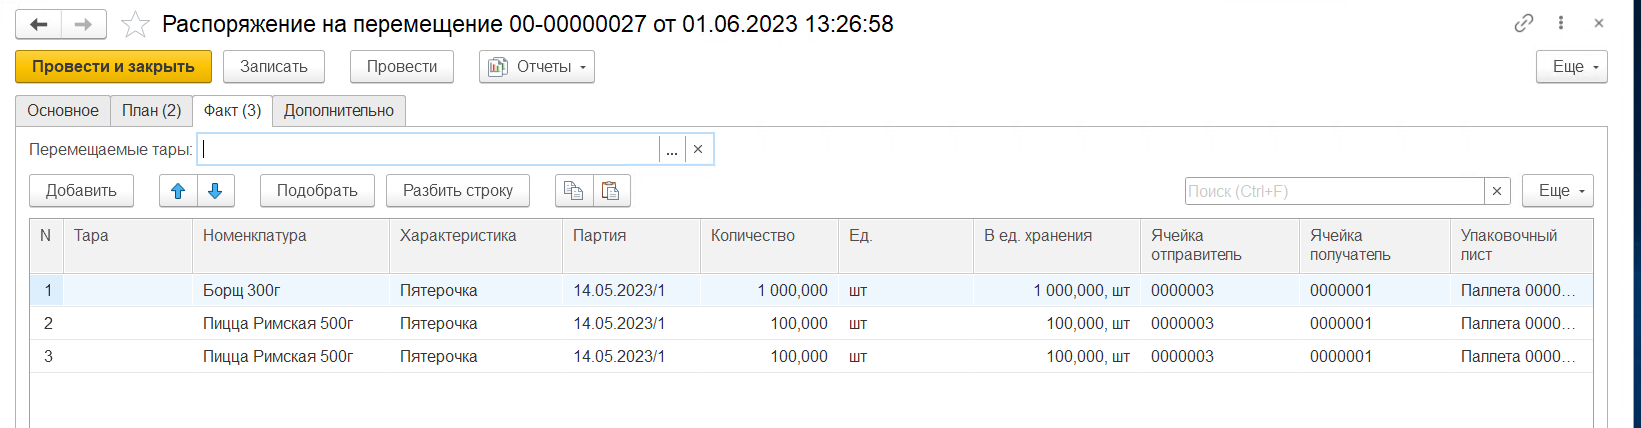 Распоряжение на перемещение 00-00000027 от 01.06.2023 13:26:58
Провести и закрыть Записать Провести Отчеты Еще
Основное План (2) Факт (3) Дополнительно
Перемещаемые тары: ...
Добавить Подобрать Разбить строку Поиск (Ctrl+F) Еще
N Тара Номенклатура Характеристика Партия Количество Ед. В ед. хранения Ячейка отправитель Ячейка получатель Упаковочный лист
1 Борщ 300г Пятерочка 14.05.2023/1 1 000,000 шт 1 000,000, шт 0000003 0000001 Паллета 0000...
2 Пицца Римская 500г Пятерочка 14.05.2023/1 100,000 шт 100,000, шт 0000003 0000001 Паллета 0000...
3 Пицца Римская 500г Пятерочка 14.05.2023/1 100,000 шт 100,000, шт 0000003 0000001 Паллета 0000...